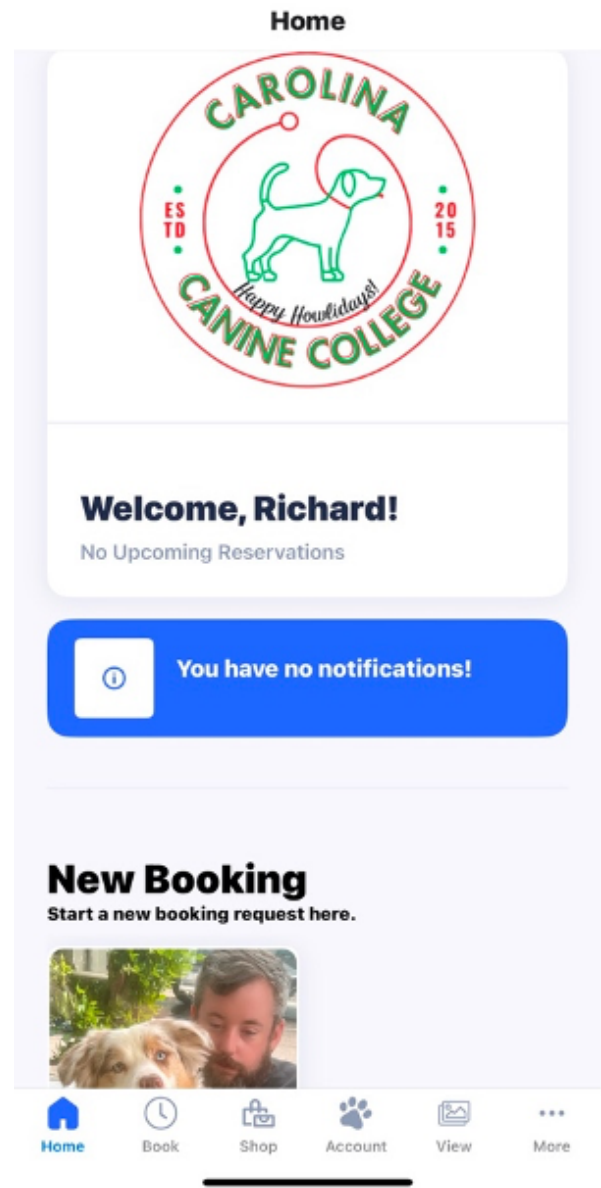 Home
CAROLINA
ES
TD
20
15
Happy Howlidays!
CANINE COLLEGE
Welcome, Richard!
No Upcoming Reservations
You have no notifications!
New Booking
Start a new booking request here.
Home Book Shop Account View More